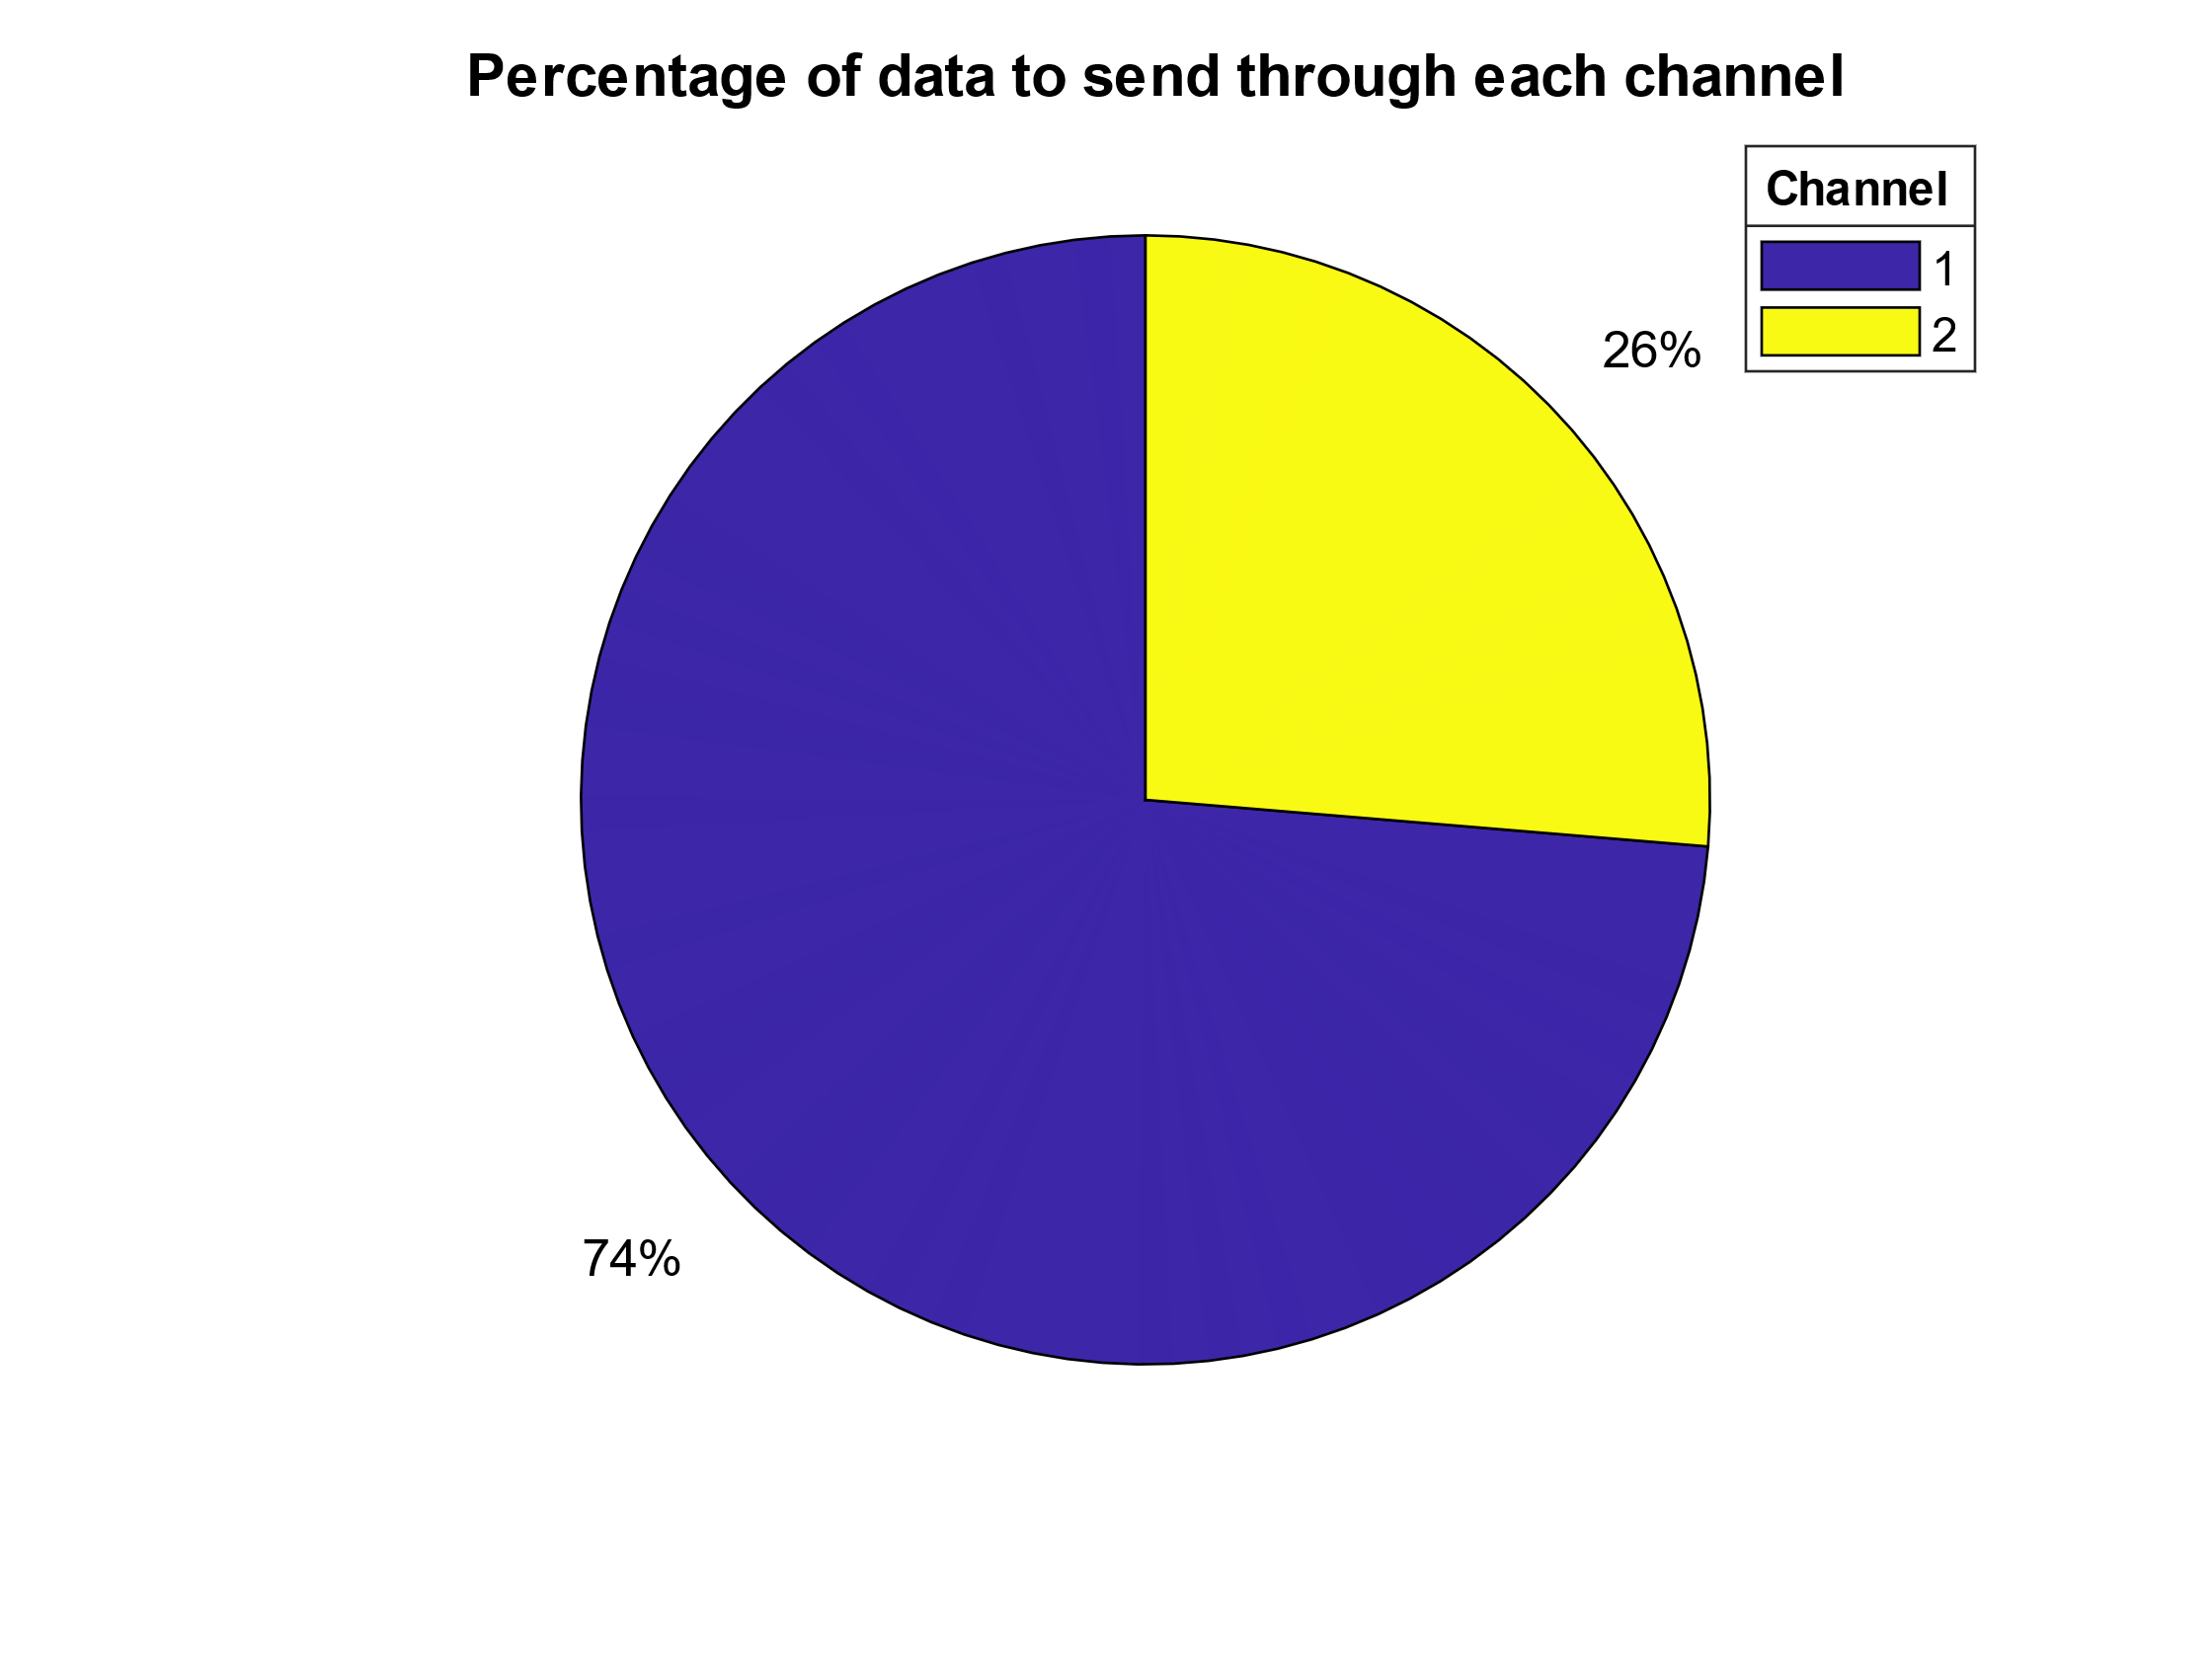 Percentage of data to send through each channel
Channel
1
2
26%
74%